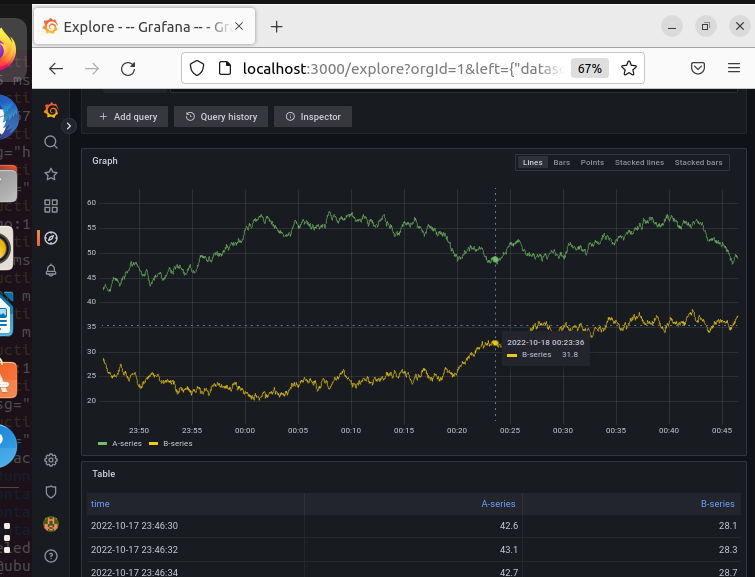 Explore - -- Grafana -- - Gr
localhost:3000/explore?orgId=1&left={"datas
67%
+ Add query
Query history
Inspector
Graph
Lines Bars Points Stacked lines Stacked bars
60
55
50
45
40
35
30
25
20
2022-10-18 00:23:36
B-series 31.8
23:50 23:55 00:00 00:05 00:10 00:15 00:20 00:25 00:30 00:35 00:40 00:45
A-series B-series
Table
time A-series B-series
2022-10-17 23:46:30 42.6 28.1
2022-10-17 23:46:32 43.1 28.3
2022-10-17 23:46:34 42.7 28.7